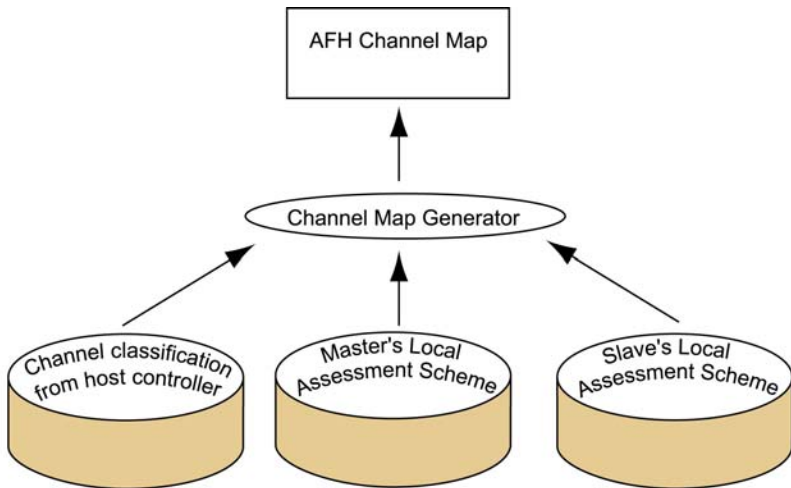 AFH Channel Map
Channel Map Generator
Channel classification
from host controller
Master's Local
Assessment Scheme
Slave's Local
Assessment Scheme